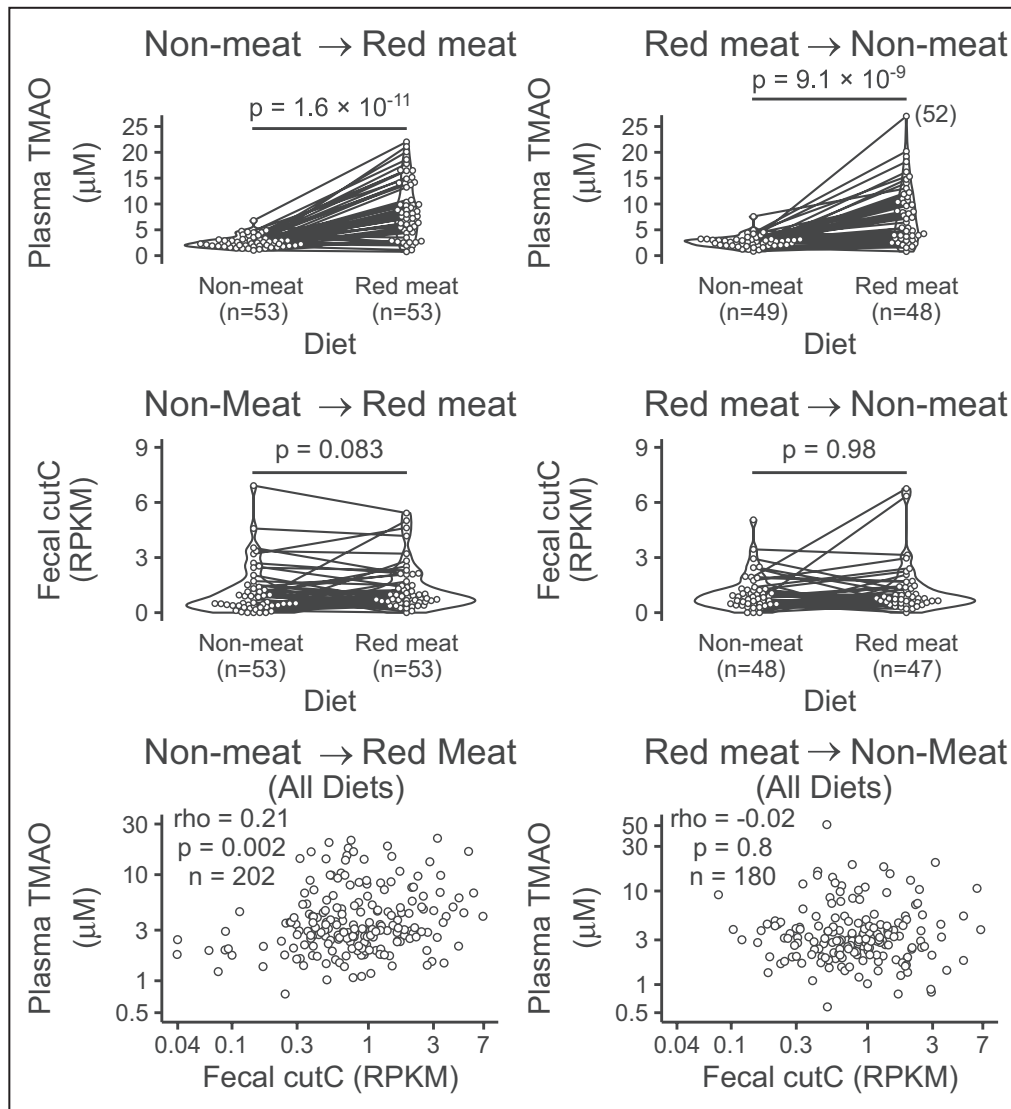 Non-meat → Red meat
p = 1.6 × 10⁻¹¹
Plasma TMAO
(μM)
25
20
15
10
5
0
Non-meat
(n=53)
Red meat
(n=53)
Diet
Red meat → Non-meat
p = 9.1 × 10⁻⁹
(52)
Plasma TMAO
(μM)
25
20
15
10
5
0
Non-meat
(n=49)
Red meat
(n=48)
Diet
Non-Meat → Red meat
p = 0.083
Fecal cutC
(RPKM)
9
6
3
0
Non-meat
(n=53)
Red meat
(n=53)
Diet
Red meat → Non-meat
p = 0.98
Fecal cutC
(RPKM)
9
6
3
0
Non-meat
(n=48)
Red meat
(n=47)
Diet
Non-meat → Red Meat
(All Diets)
rho = 0.21
p = 0.002
n = 202
Plasma TMAO
(μM)
30
10
3
1
0.5
0.04 0.1 0.3 1 3 7
Fecal cutC (RPKM)
Red meat → Non-Meat
(All Diets)
rho = -0.02
p = 0.8
n = 180
Plasma TMAO
(μM)
50
30
10
3
1
0.5
0.04 0.1 0.3 1 3 7
Fecal cutC (RPKM)